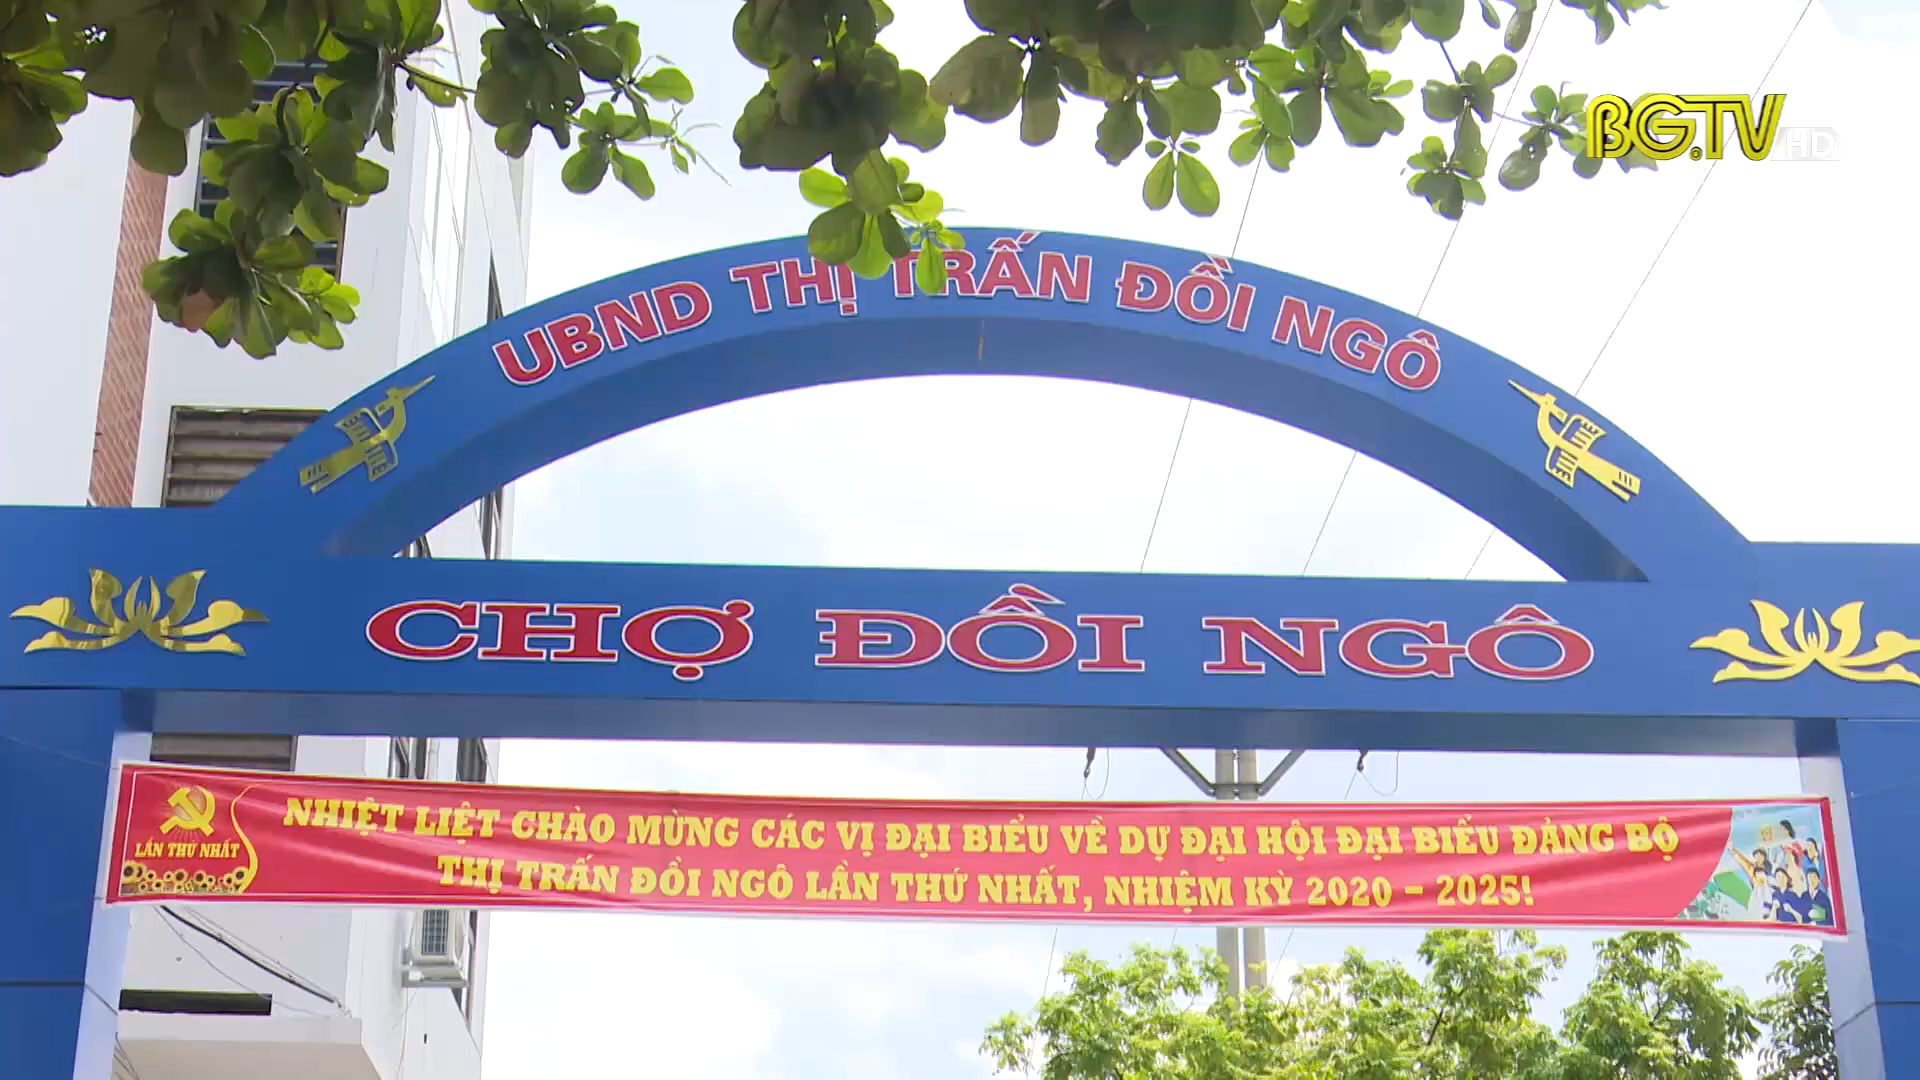 BGTV HD
UBND THỊ TRẤN ĐỒI NGÔ
CHỢ ĐỒI NGÔ
NHIỆT LIỆT CHÀO MỪNG CÁC VỊ ĐẠI BIỂU VỀ DỰ ĐẠI HỘI ĐẠI BIỂU ĐẢNG BỘ
THỊ TRẤN ĐỒI NGÔ LẦN THỨ NHẤT, NHIỆM KỲ 2020 - 2025!
LẦN THỨ NHẤT